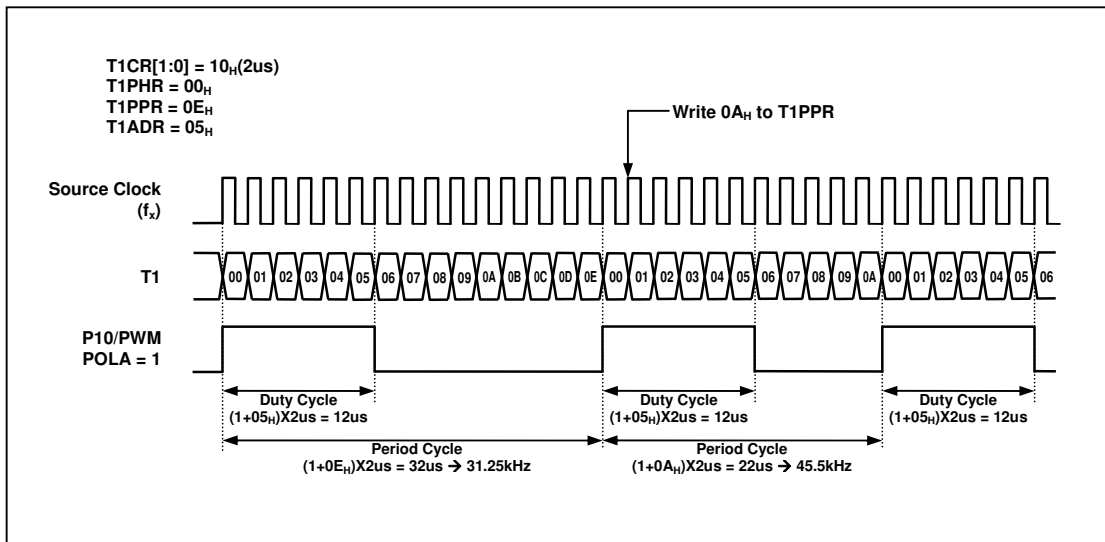 T1CR[1:0] = 10H(2us)
T1PHR = 00H
T1PPR = 0EH
T1ADR = 05H
Write 0AH to T1PPR
Source Clock
(fx)
T1
00 01 02 03 04 05 06 07 08 09 0A 0B 0C 0D 0E 00 01 02 03 04 05 06 07 08 09 0A 00 01 02 03 04 05 06
P10/PWM
POLA = 1
Duty Cycle
(1+05H)X2us = 12us
Duty Cycle
(1+05H)X2us = 12us
Duty Cycle
(1+05H)X2us = 12us
Period Cycle
(1+0EH)X2us = 32us → 31.25kHz
Period Cycle
(1+0AH)X2us = 22us → 45.5kHz